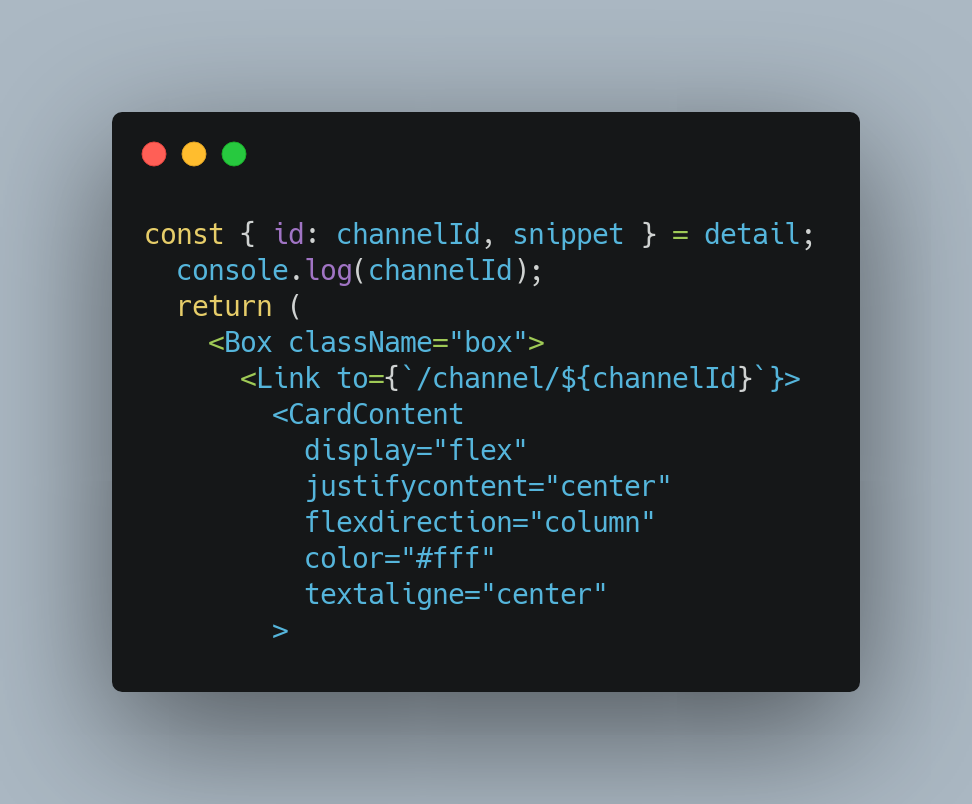 const { id: channelId, snippet } = detail;
  console.log(channelId);
  return (
    <Box className="box">
      <Link to={`/channel/${channelId}`}>
        <CardContent
          display="flex"
          justifycontent="center"
          flexdirection="column"
          color="#fff"
          textaligne="center"
        >